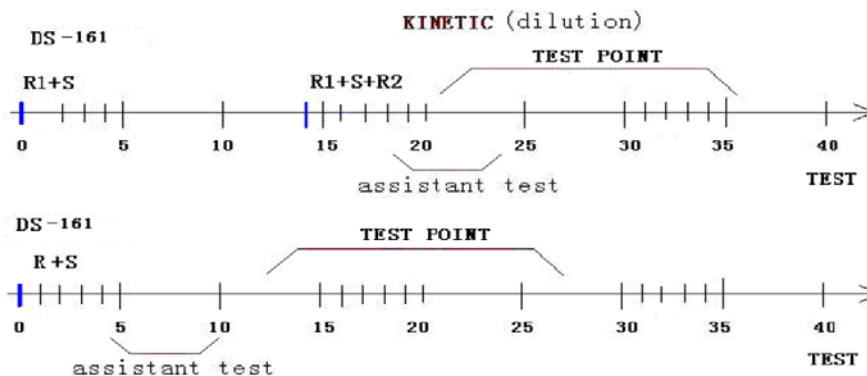 KINETIC (dilution)
DS-161
TEST POINT
R1+S R1+S+R2
0 5 10 15 20 25 30 35 40
assistant test
TEST
DS-161
TEST POINT
R+S
0 5 10 15 20 25 30 35 40
assistant test
TEST